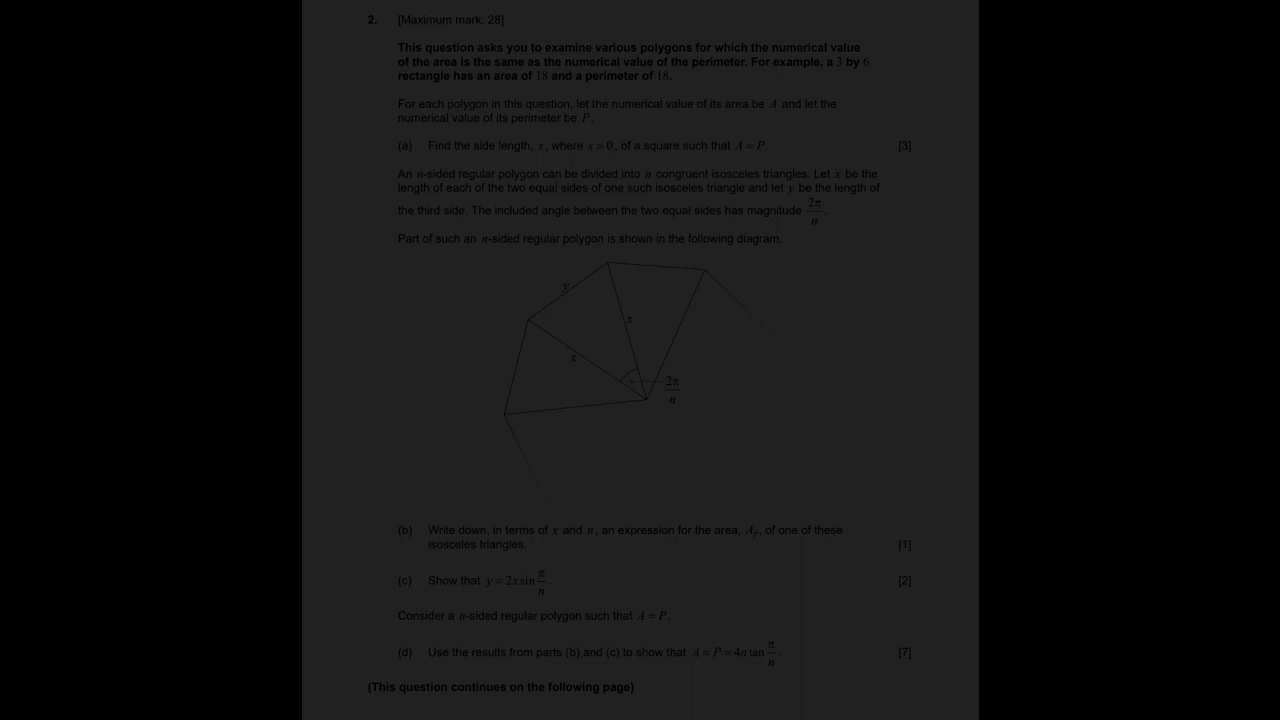 2. [Maximum mark: 28]
This question asks you to examine various polygons for which the numerical value
of the area is the same as the numerical value of the perimeter. For example, a 3 by 6
rectangle has an area of 18 and a perimeter of 18.
For each polygon in this question, let the numerical value of its area be A and let the
numerical value of its perimeter be P.
(a) Find the side length, s, where s > 0, of a square such that A = P. [3]
An n-sided regular polygon can be divided into n congruent isosceles triangles. Let x be the
length of each of the two equal sides of one such isosceles triangle and let y be the length of
the third side. The included angle between the two equal sides has magnitude 2π/n.
Part of such an n-sided regular polygon is shown in the following diagram.
y
x
x
2π/n
(b) Write down, in terms of x and n, an expression for the area, A_T, of one of these
isosceles triangles. [1]
(c) Show that y = 2x sin π/n. [2]
Consider a n-sided regular polygon such that A = P.
(d) Use the results from parts (b) and (c) to show that A = P = 4n tan π/n. [7]
(This question continues on the following page)